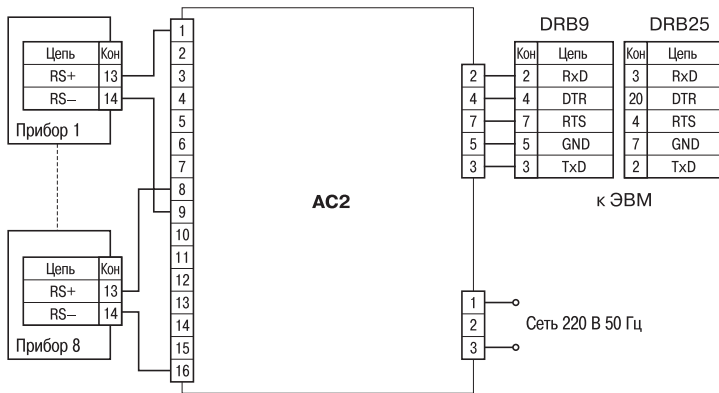 Цепь Кон
RS+ 13
RS– 14
Прибор 1
Цепь Кон
RS+ 13
RS– 14
Прибор 8
1
2
3
4
5
6
7
8
9
10
11
12
13
14
15
16
АС2
2
4
7
5
3
DRB9
Кон Цепь
2 RxD
4 DTR
7 RTS
5 GND
3 TxD
DRB25
Кон Цепь
3 RxD
20 DTR
4 RTS
7 GND
2 TxD
к ЭВМ
1
2
3
Сеть 220 В 50 Гц